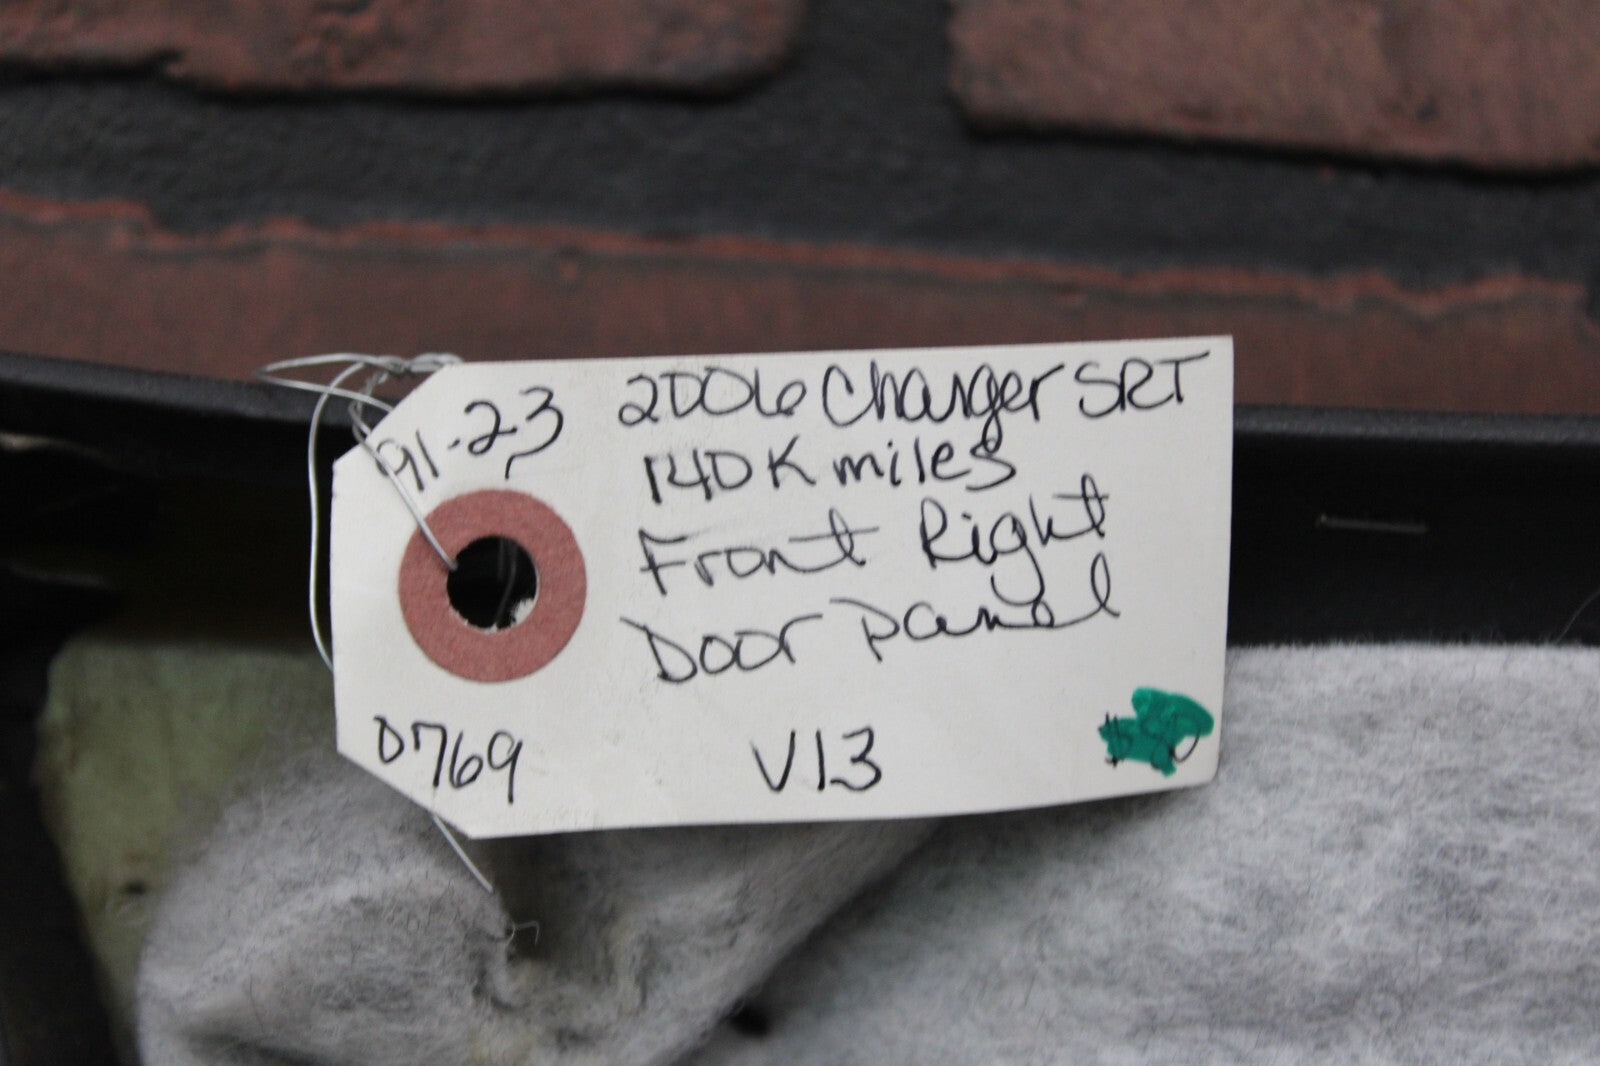 91-23
2006 Charger SRT
140K miles
Front Right
Door Panel
0769
V13